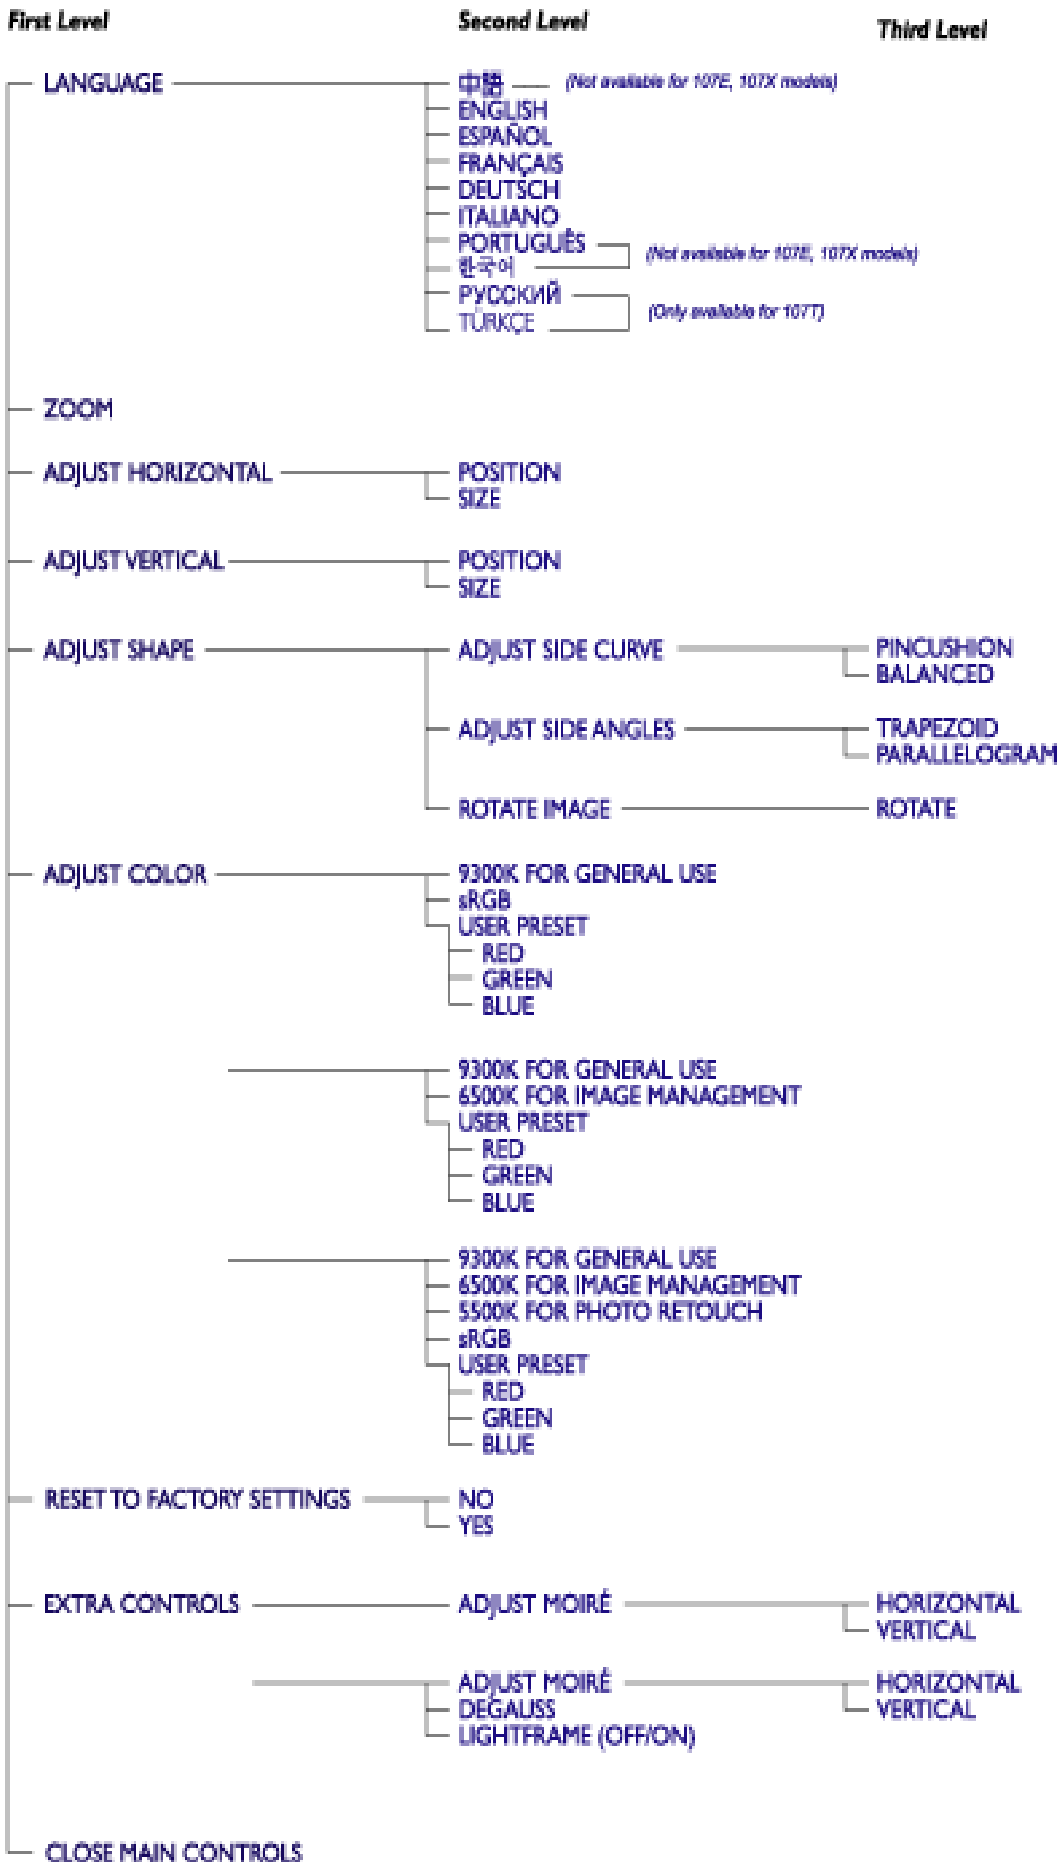 First Level Second Level Third Level
LANGUAGE 中語 (Not available for 107E, 107X models)
ENGLISH
ESPAÑOL
FRANÇAIS
DEUTSCH
ITALIANO
PORTUGUÊS
(Not available for 107E, 107X models)
한국어
РУССКИЙ
(Only available for 107T)
TÜRKÇE
ZOOM
ADJUST HORIZONTAL POSITION
SIZE
ADJUST VERTICAL POSITION
SIZE
ADJUST SHAPE ADJUST SIDE CURVE PINCUSHION
BALANCED
ADJUST SIDE ANGLES TRAPEZOID
PARALLELOGRAM
ROTATE IMAGE ROTATE
ADJUST COLOR 9300K FOR GENERAL USE
sRGB
USER PRESET
RED
GREEN
BLUE
9300K FOR GENERAL USE
6500K FOR IMAGE MANAGEMENT
USER PRESET
RED
GREEN
BLUE
9300K FOR GENERAL USE
6500K FOR IMAGE MANAGEMENT
5500K FOR PHOTO RETOUCH
sRGB
USER PRESET
RED
GREEN
BLUE
RESET TO FACTORY SETTINGS NO
YES
EXTRA CONTROLS ADJUST MOIRÉ HORIZONTAL
VERTICAL
ADJUST MOIRÉ HORIZONTAL
DEGAUSS VERTICAL
LIGHTFRAME (OFF/ON)
CLOSE MAIN CONTROLS